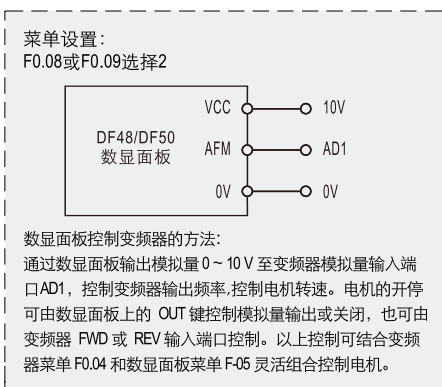 菜单设置：
F0.08或F0.09选择2
VCC 10V
DF48/DF50 AFM AD1
数显面板
0V 0V
数显面板控制变频器的方法：
通过数显面板输出模拟量 0 ~ 10 V 至变频器模拟量输入端
口AD1，控制变频器输出频率,控制电机转速。电机的开停
可由数显面板上的 OUT 键控制模拟量输出或关闭，也可由
变频器 FWD 或 REV 输入端口控制。以上控制可结合变频
器菜单 F0.04 和数显面板菜单 F-05 灵活组合控制电机。